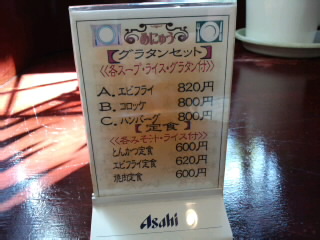 めにゅう
【グラタンセット】
<<各スープ・ライス・グラタン付>>
A. エビフライ 820円
B. コロッケ 800円
C. ハンバーグ 800円
【定食】
<<各みそ汁・ライス付>>
とんかつ定食 600円
エビフライ定食 620円
焼肉定食 600円
Asahi